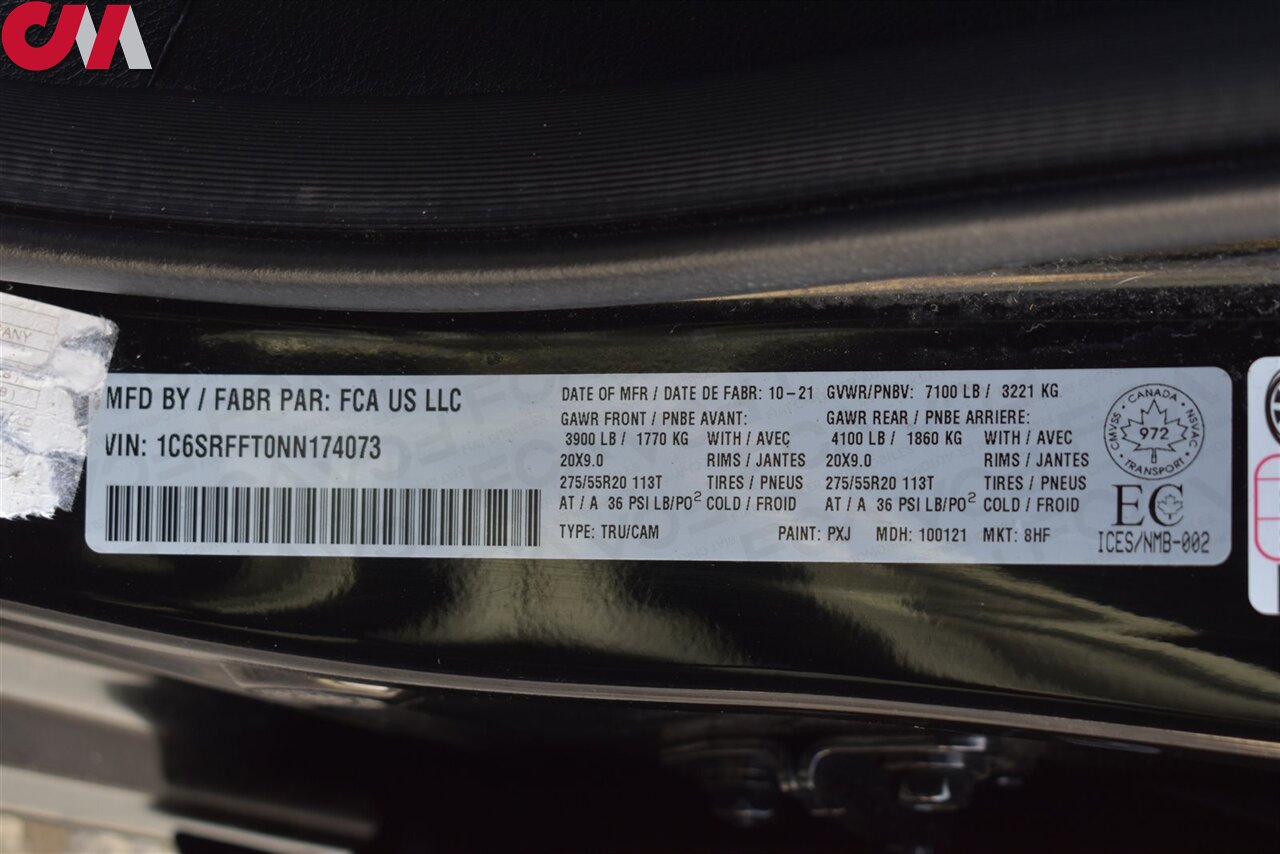 CM
PANY
MFD BY / FABR PAR: FCA US LLC
VIN: 1C6SRFFT0NN174073
DATE OF MFR / DATE DE FABR: 10-21 GVWR/PNBV: 7100 LB / 3221 KG
GAWR FRONT / PNBE AVANT: GAWR REAR / PNBE ARRIERE:
3900 LB / 1770 KG WITH / AVEC 4100 LB / 1860 KG WITH / AVEC
20X9.0 RIMS / JANTES 20X9.0 RIMS / JANTES
275/55R20 113T TIRES / PNEUS 275/55R20 113T TIRES / PNEUS
AT / A 36 PSI LB/PO² COLD / FROID AT / A 36 PSI LB/PO² COLD / FROID
TYPE: TRU/CAM PAINT: PXJ MDH: 100121 MKT: 8HF
CMVSS · CANADA · NSVAC · TRANSPORT ·
972
EC
ICES/NMB-002